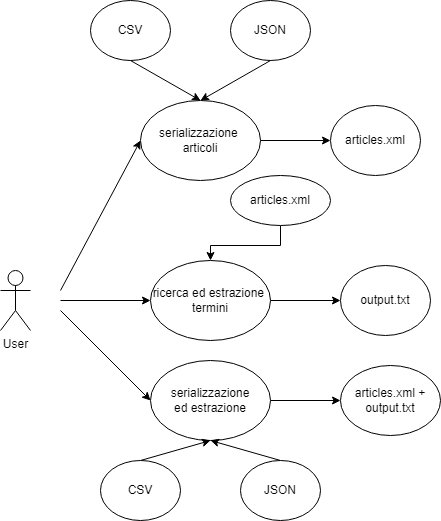 CSV
JSON
serializzazione
articoli
articles.xml
articles.xml
ricerca ed estrazione
termini
output.txt
User
serializzazione
ed estrazione
articles.xml +
output.txt
CSV
JSON